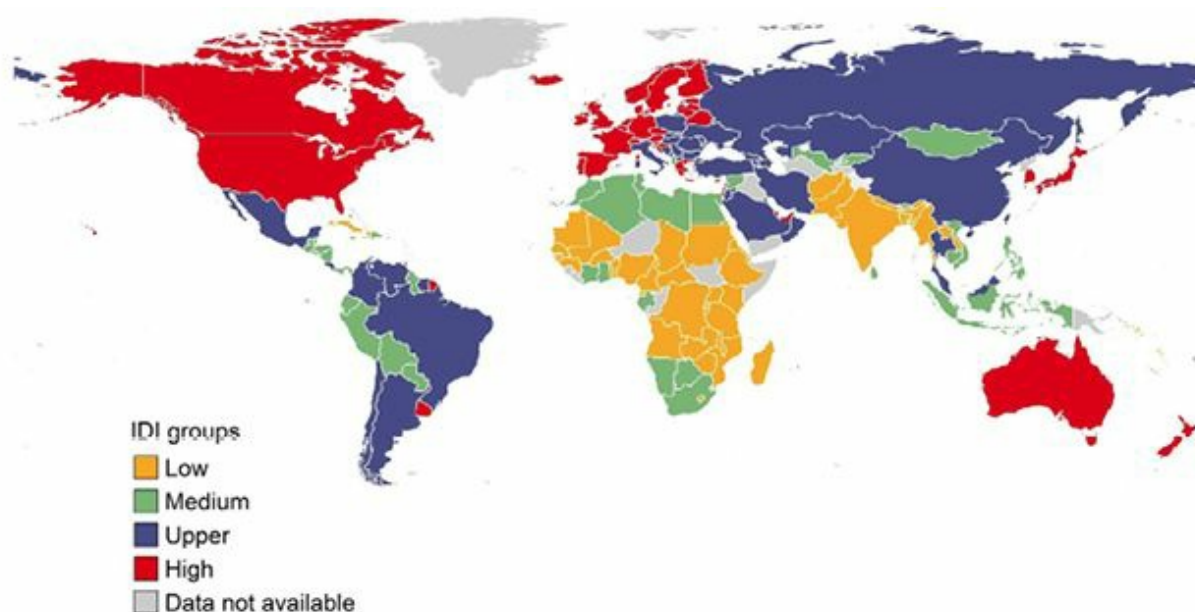 IDI groups
Low
Medium
Upper
High
Data not available